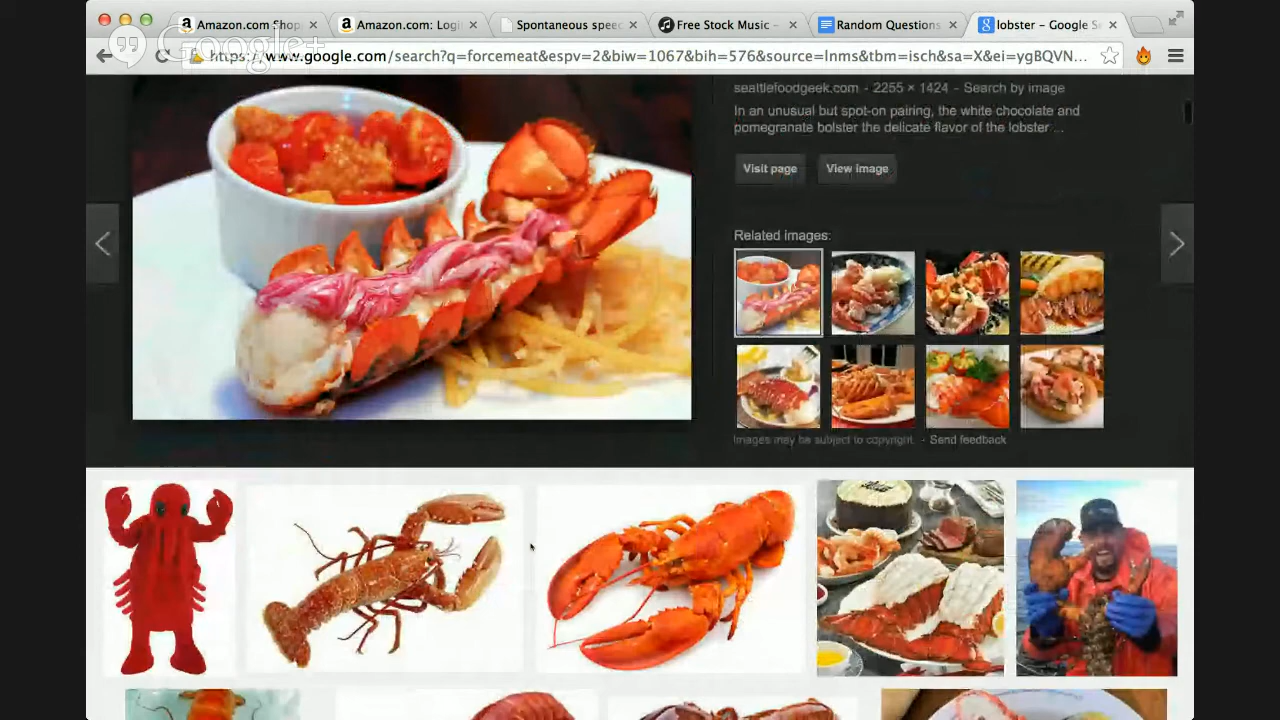 Amazon.com Shop
Amazon.com: Logi
Spontaneous speec
Free Stock Music –
Random Questions
lobster – Google Se
Google+
https://www.google.com/search?q=forcemeat&espv=2&biw=1067&bih=576&source=lnms&tbm=isch&sa=X&ei=ygBQVN...
seattlefoodgeek.com - 2255 × 1424 - Search by image
In an unusual but spot-on pairing, the white chocolate and
pomegranate bolster the delicate flavor of the lobster ...
Visit page
View image
Related images:
Images may be subject to copyright. - Send feedback